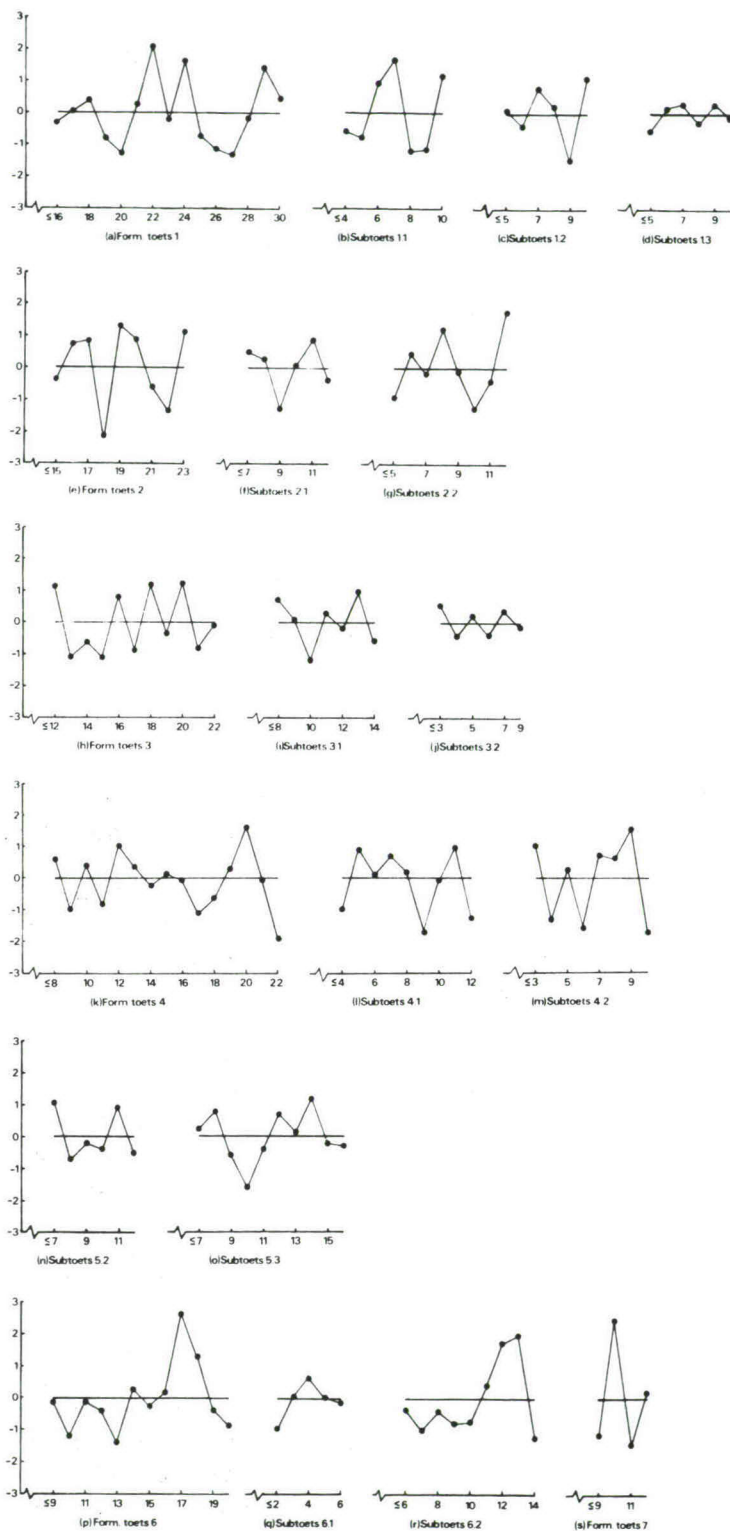 3
2
1
0
-1
-2
-3
≤16 18 20 22 24 26 28 30
(a)Form toets 1
≤4 6 8 10
(b)Subtoets 1.1
≤5 7 9
(c)Subtoets 1.2
≤5 7 9
(d)Subtoets 1.3
3
2
1
0
-1
-2
-3
≤15 17 19 21 23
(e)Form toets 2
≤7 9 11
(f)Subtoets 2.1
≤5 7 9 11
(g)Subtoets 2.2
3
2
1
0
-1
-2
-3
≤12 14 16 18 20 22
(h)Form toets 3
≤8 10 12 14
(i)Subtoets 3.1
≤3 5 7 9
(j)Subtoets 3.2
3
2
1
0
-1
-2
-3
≤8 10 12 14 16 18 20 22
(k)Form toets 4
≤4 6 8 10 12
(l)Subtoets 4.1
≤3 5 7 9
(m)Subtoets 4.2
3
2
1
0
-1
-2
-3
≤7 9 11
(n)Subtoets 5.2
≤7 9 11 13 15
(o)Subtoets 5.3
3
2
1
0
-1
-2
-3
≤9 11 13 15 17 19
(p)Form. toets 6
≤2 4 6
(q)Subtoets 6.1
≤6 8 10 12 14
(r)Subtoets 6.2
≤9 11
(s)Form toets 7